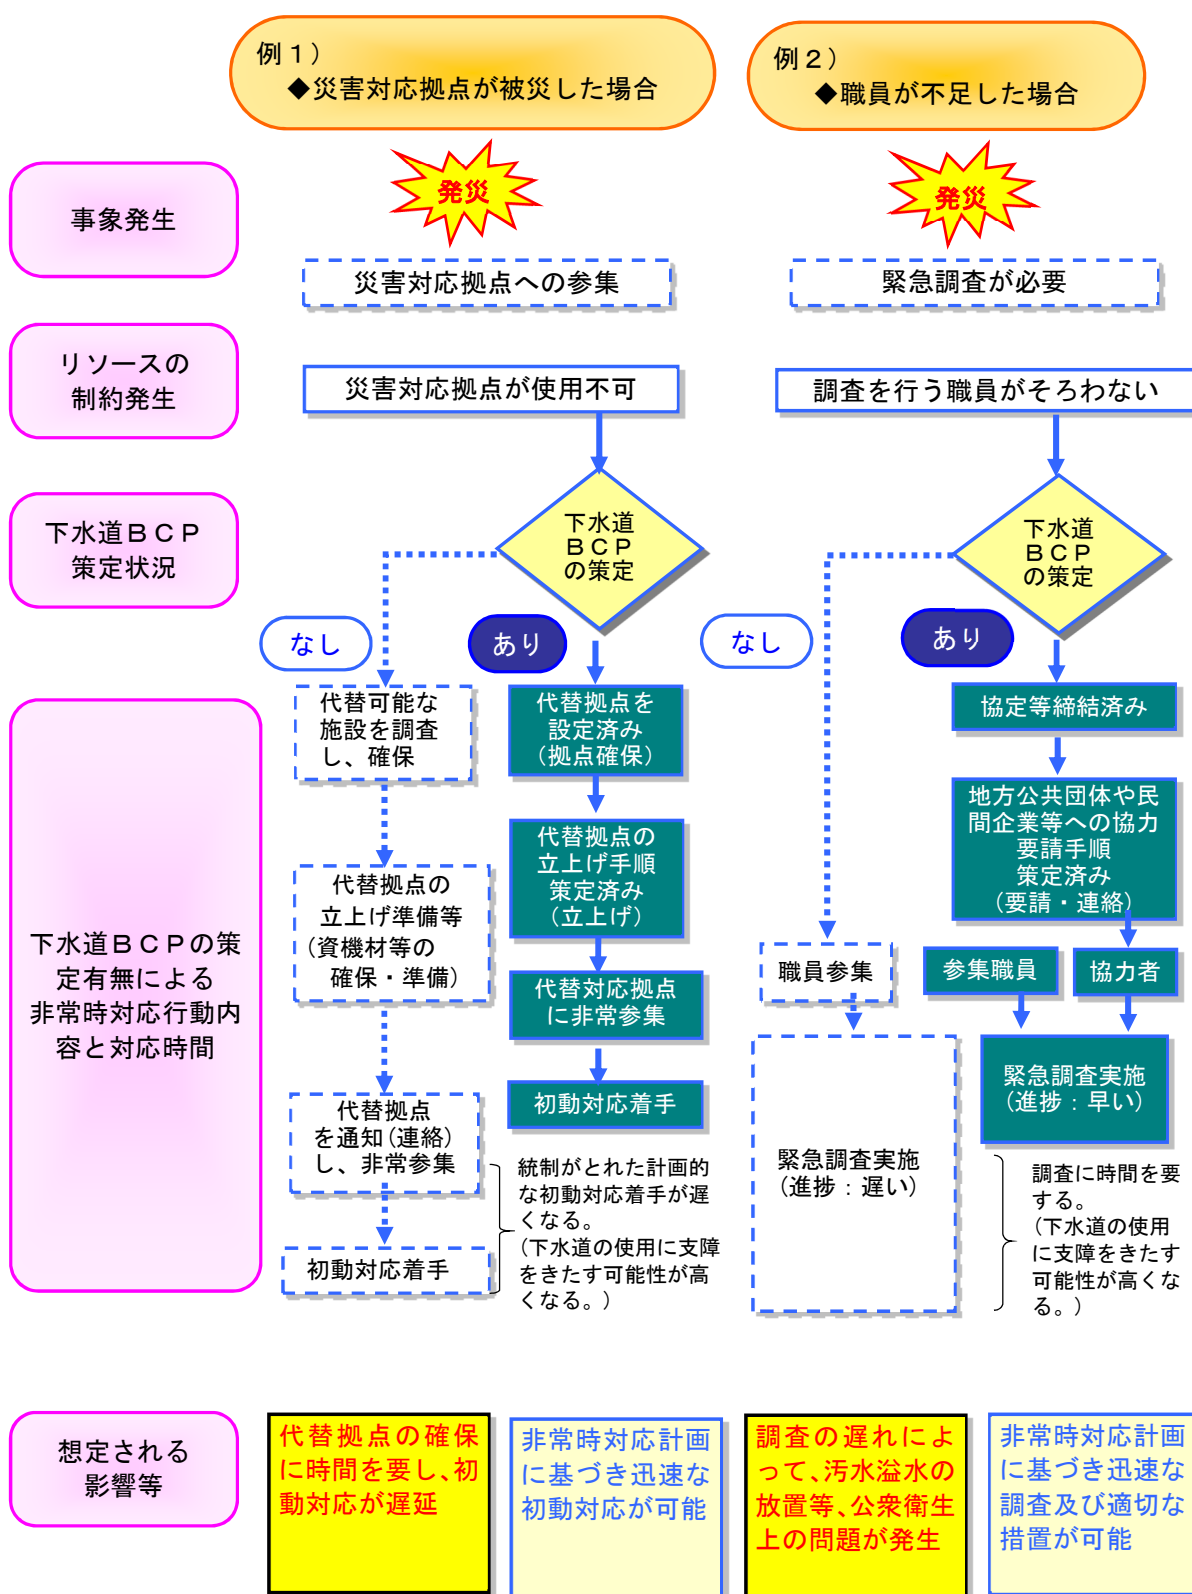 例１）
◆災害対応拠点が被災した場合
例２）
◆職員が不足した場合
事象発生
発災
発災
災害対応拠点への参集
緊急調査が必要
リソースの
制約発生
災害対応拠点が使用不可
調査を行う職員がそろわない
下水道ＢＣＰ
策定状況
下水道
ＢＣＰ
の策定
下水道
ＢＣＰ
の策定
なし
あり
なし
あり
下水道ＢＣＰの策
定有無による
非常時対応行動内
容と対応時間
代替可能な
施設を調査
し、確保
代替拠点の
立上げ準備等
（資機材等の
確保・準備）
代替拠点
を通知（連絡）
し、非常参集
初動対応着手
代替拠点を
設定済み
（拠点確保）
代替拠点の
立上げ手順
策定済み
（立上げ）
代替対応拠点
に非常参集
初動対応着手
統制がとれた計画的
な初動対応着手が遅
くなる。
（下水道の使用に支障
をきたす可能性が高
くなる。）
職員参集
緊急調査実施
（進捗：遅い）
協定等締結済み
地方公共団体や民
間企業等への協力
要請手順
策定済み
（要請・連絡）
参集職員
協力者
緊急調査実施
（進捗：早い）
調査に時間を要
する。
（下水道の使用
に支障をきたす
可能性が高くな
る。）
想定される
影響等
代替拠点の確保
に時間を要し、初
動対応が遅延
非常時対応計画
に基づき迅速な
初動対応が可能
調査の遅れによ
って、汚水溢水の
放置等、公衆衛生
上の問題が発生
非常時対応計画
に基づき迅速な
調査及び適切な
措置が可能